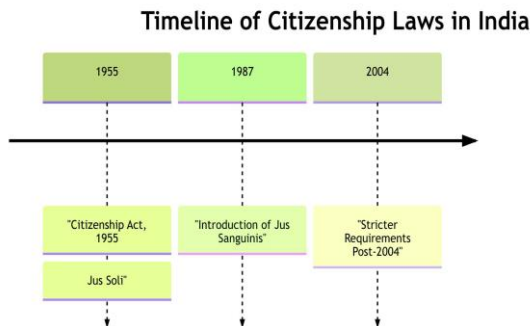 Timeline of Citizenship Laws in India
1955
1987
2004
"Citizenship Act,
1955
Jus Soli"
"Introduction of Jus
Sanguinis"
"Stricter
Requirements
Post-2004"